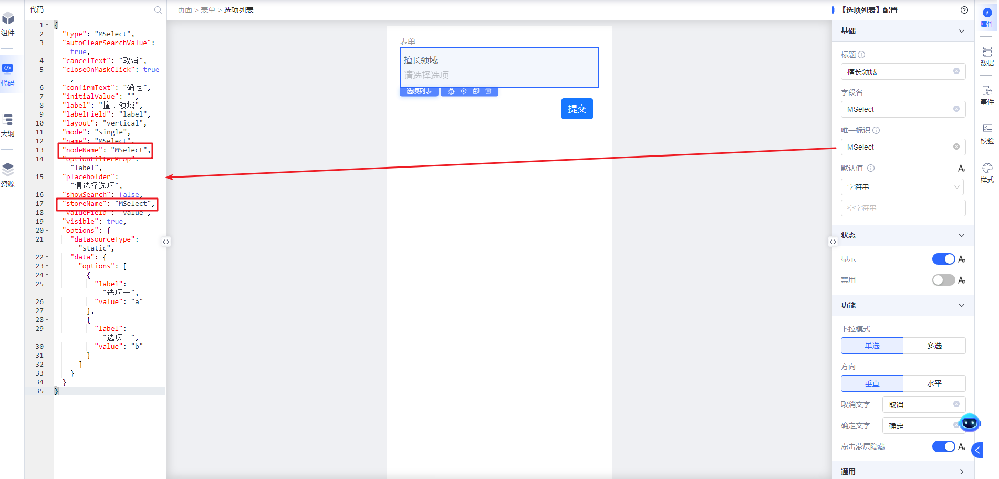 组件
代码
大纲
资源
代码
1 {
2 "type": "MSelect",
3 "autoClearSearchValue":
true,
4 "cancelText": "取消",
5 "closeOnMaskClick": true
,
6 "confirmText": "确定",
7 "initialValue": "",
8 "label": "擅长领域",
9 "labelField": "label",
10 "layout": "vertical",
11 "mode": "single",
12 "name": "MSelect",
13 "nodeName": "MSelect",
14 "optionFilterProp":
"label",
15 "placeholder":
"请选择选项",
16 "showSearch": false,
17 "storeName": "MSelect",
18 "valueField": "value",
19 "visible": true,
20 "options": {
21 "datasourceType":
"static",
22 "data": {
23 "options": [
24 {
25 "label":
"选项一",
26 "value": "a"
27 },
28 {
29 "label":
"选项二",
30 "value": "b"
31 }
32 ]
33 }
34 }
35 }
页面 > 表单 > 选项列表
表单
擅长领域
请选择选项
选项列表
提交
【选项列表】配置
基础
标题
擅长领域
字段名
MSelect
唯一标识
MSelect
默认值
字符串
空字符串
状态
显示
禁用
功能
下拉模式
单选 多选
方向
垂直 水平
取消文字 取消
确定文字 确定
点击蒙层隐藏
通用
属性
数据
事件
校验
样式